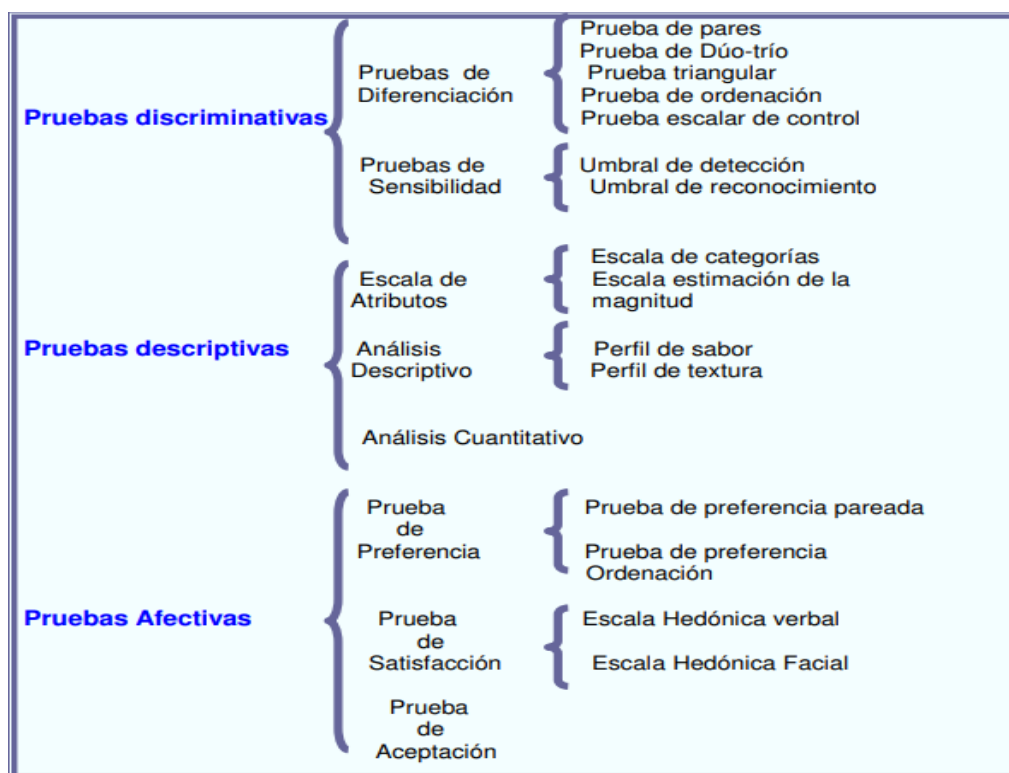 Pruebas discriminativas
Pruebas de
Diferenciación
Prueba de pares
Prueba de Dúo-trío
Prueba triangular
Prueba de ordenación
Prueba escalar de control
Pruebas de
Sensibilidad
Umbral de detección
Umbral de reconocimiento
Pruebas descriptivas
Escala de
Atributos
Escala de categorías
Escala estimación de la
magnitud
Análisis
Descriptivo
Perfil de sabor
Perfil de textura
Análisis Cuantitativo
Pruebas Afectivas
Prueba
de
Preferencia
Prueba de preferencia pareada
Prueba de preferencia
Ordenación
Prueba
de
Satisfacción
Escala Hedónica verbal
Escala Hedónica Facial
Prueba
de
Aceptación